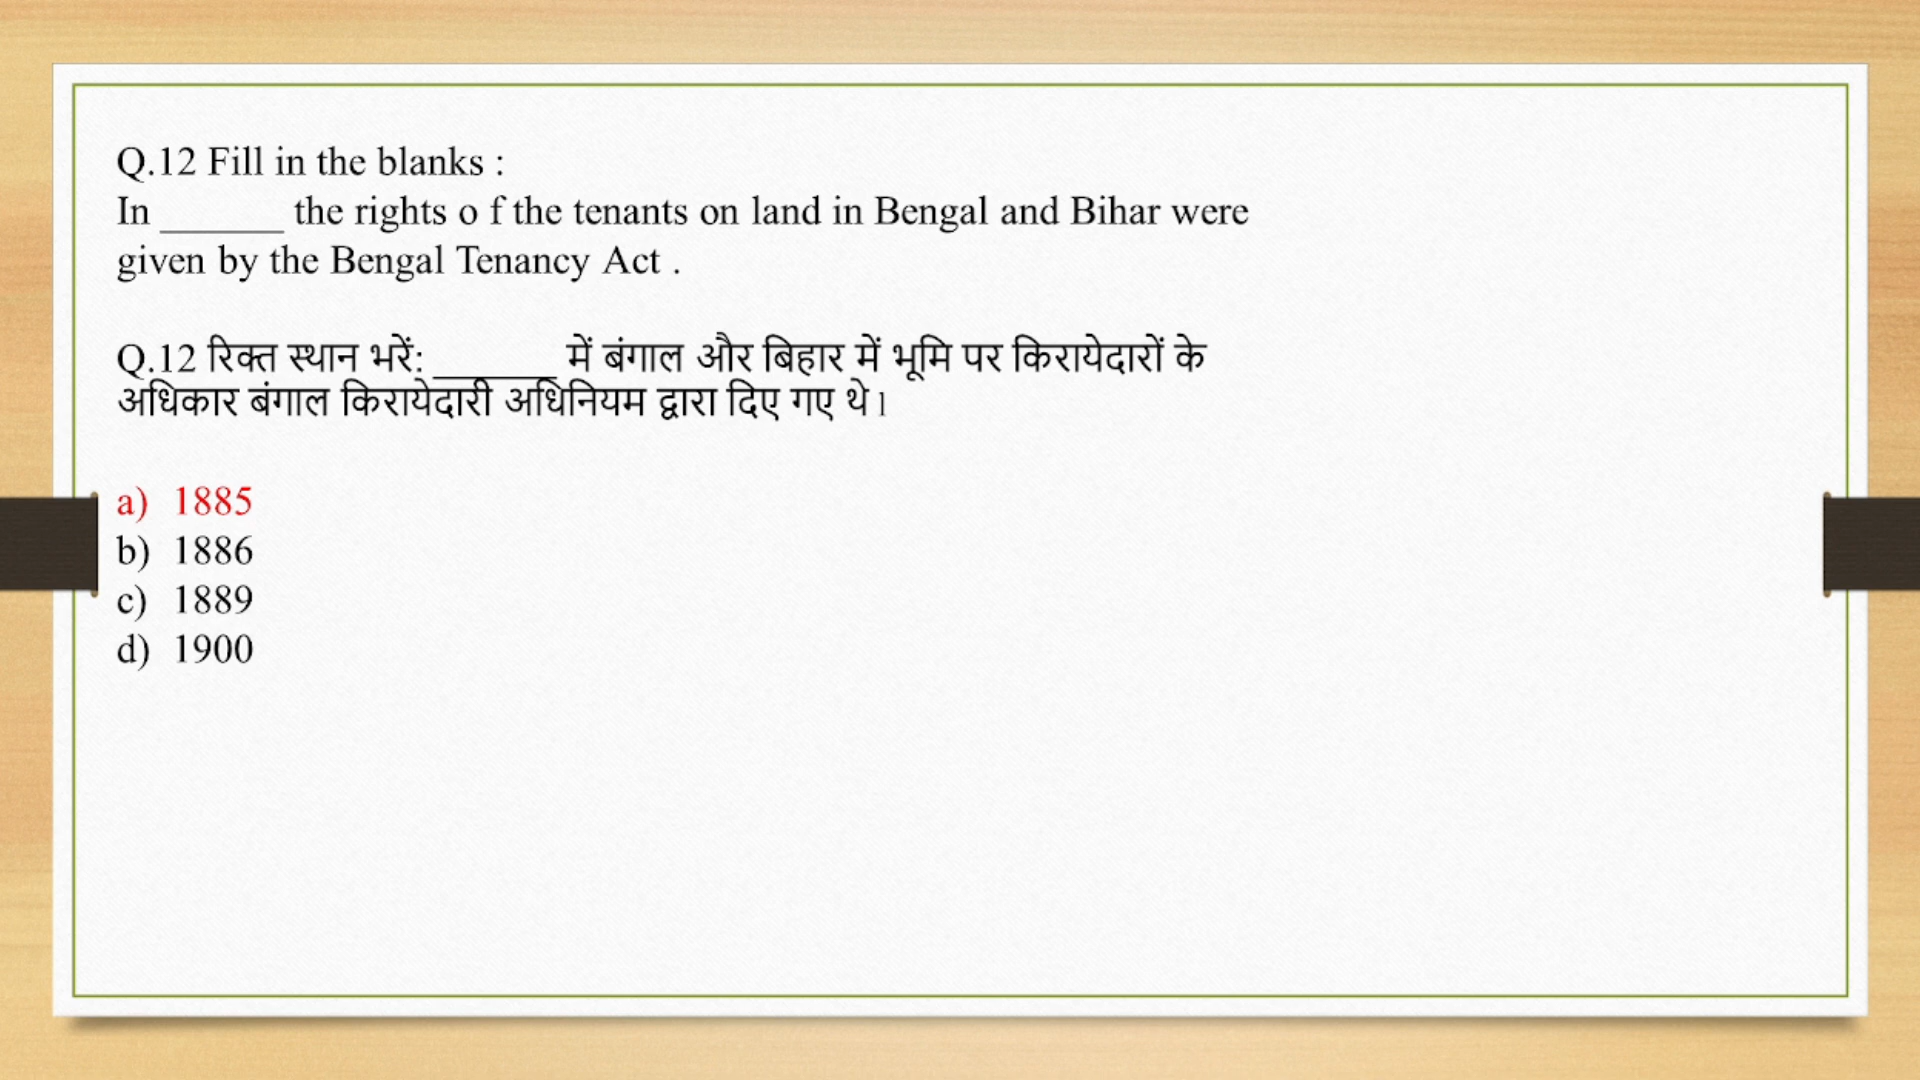 Q.12 Fill in the blanks :
In ______ the rights o f the tenants on land in Bengal and Bihar were
given by the Bengal Tenancy Act .
Q.12 रिक्त स्थान भरें: ______ में बंगाल और बिहार में भूमि पर किरायेदारों के
अधिकार बंगाल किरायेदारी अधिनियम द्वारा दिए गए थे l
a) 1885
b) 1886
c) 1889
d) 1900